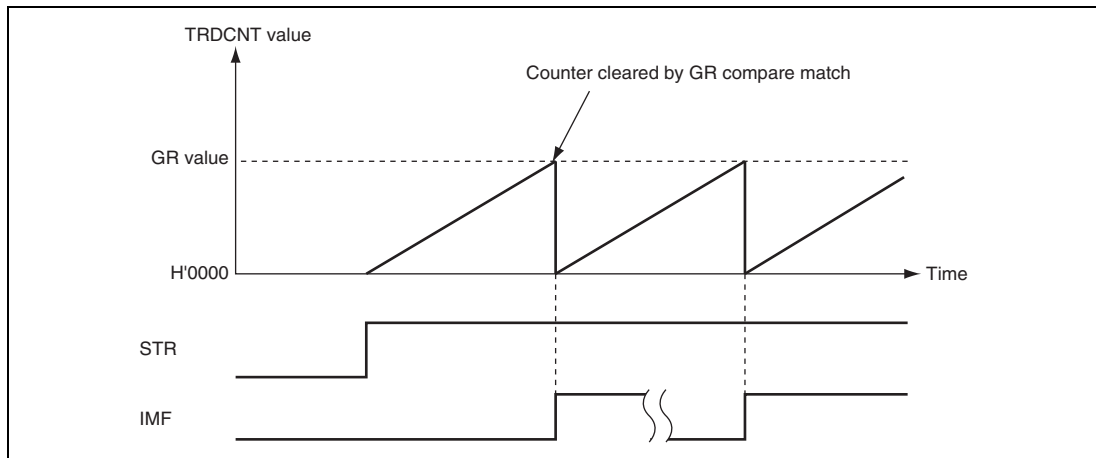 TRDCNT value
Counter cleared by GR compare match
GR value
H'0000
Time
STR
IMF